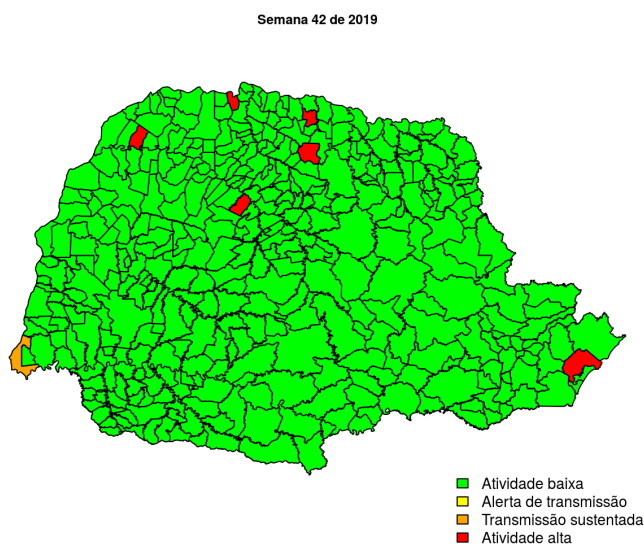 Semana 42 de 2019
Atividade baixa
Alerta de transmissão
Transmissão sustentada
Atividade alta